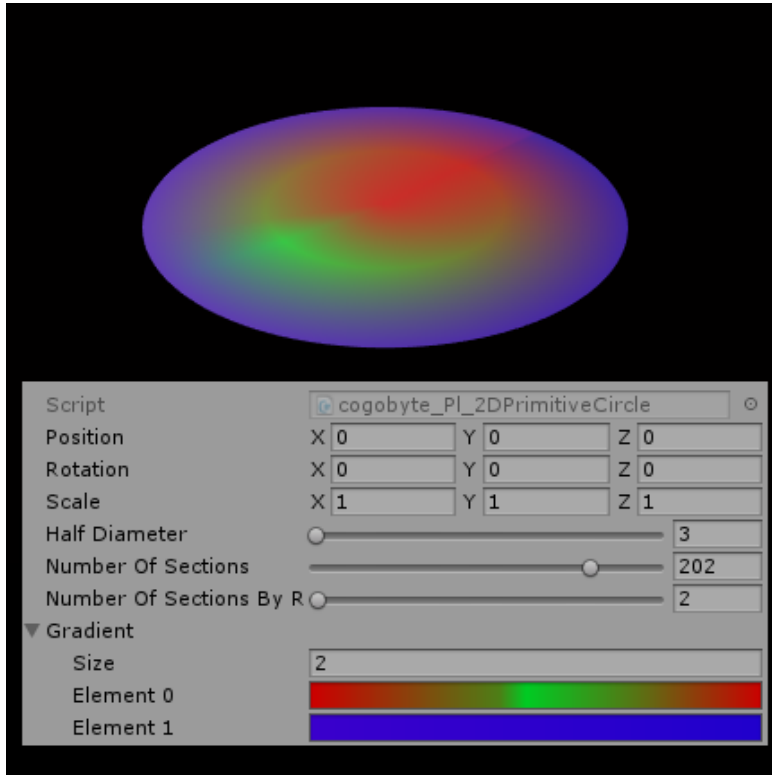 Script cogobyte_Pl_2DPrimitiveCircle
Position X 0 Y 0 Z 0
Rotation X 0 Y 0 Z 0
Scale X 1 Y 1 Z 1
Half Diameter 3
Number Of Sections 202
Number Of Sections By R 2
Gradient
Size 2
Element 0
Element 1